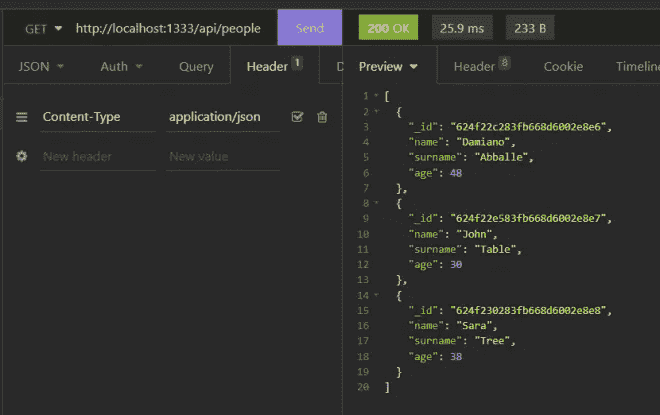 GET http://localhost:1333/api/people Send 200 OK 25.9 ms 233 B
JSON Auth Query Header 1 D Preview Header 8 Cookie Timeline
Content-Type application/json
New header New value
1 [
2 {
3 "_id": "624f22c283fb668d6002e8e6",
4 "name": "Damiano",
5 "surname": "Abballe",
6 "age": 48
7 },
8 {
9 "_id": "624f22e583fb668d6002e8e7",
10 "name": "John",
11 "surname": "Table",
12 "age": 30
13 },
14 {
15 "_id": "624f230283fb668d6002e8e8",
16 "name": "Sara",
17 "surname": "Tree",
18 "age": 38
19 }
20 ]